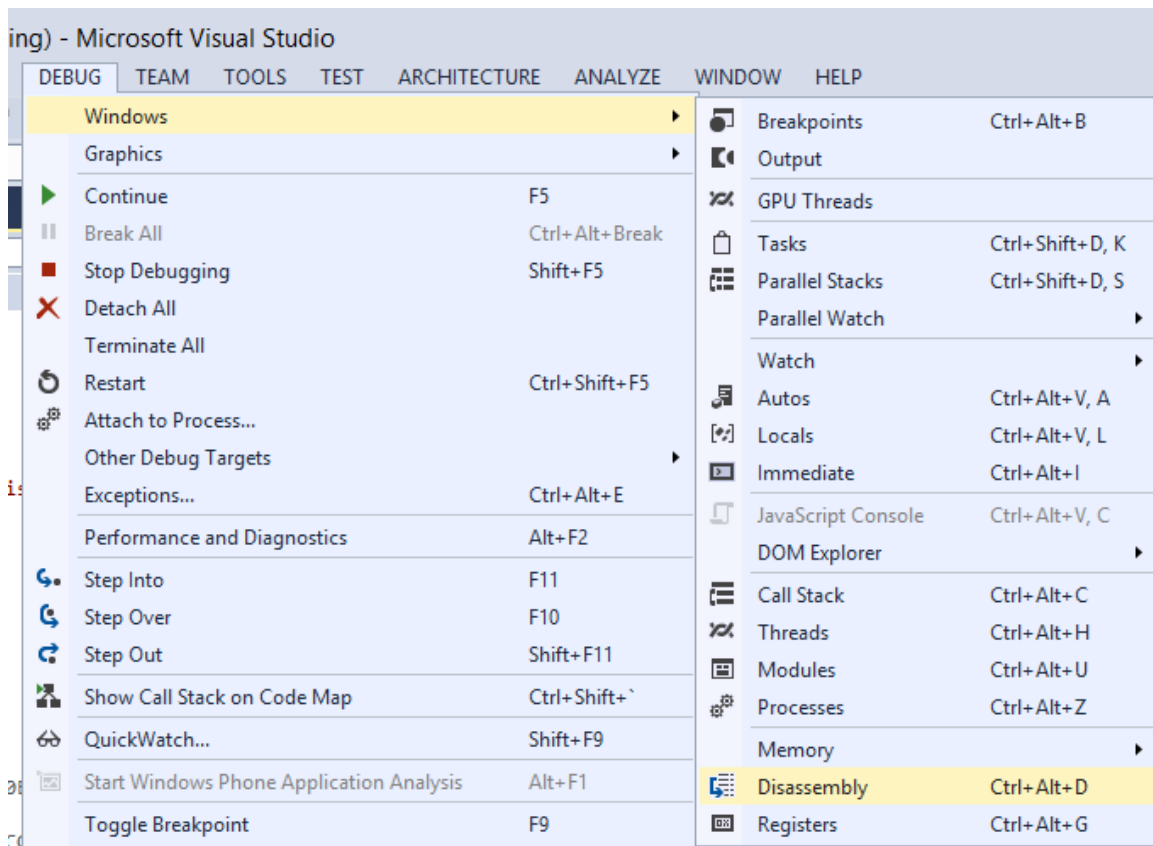 ing) - Microsoft Visual Studio
DEBUG TEAM TOOLS TEST ARCHITECTURE ANALYZE WINDOW HELP
Windows
Graphics
Continue F5
Break All Ctrl+Alt+Break
Stop Debugging Shift+F5
Detach All
Terminate All
Restart Ctrl+Shift+F5
Attach to Process...
Other Debug Targets
Exceptions... Ctrl+Alt+E
Performance and Diagnostics Alt+F2
Step Into F11
Step Over F10
Step Out Shift+F11
Show Call Stack on Code Map Ctrl+Shift+`
QuickWatch... Shift+F9
Start Windows Phone Application Analysis Alt+F1
Toggle Breakpoint F9
Breakpoints Ctrl+Alt+B
Output
GPU Threads
Tasks Ctrl+Shift+D, K
Parallel Stacks Ctrl+Shift+D, S
Parallel Watch
Watch
Autos Ctrl+Alt+V, A
Locals Ctrl+Alt+V, L
Immediate Ctrl+Alt+I
JavaScript Console Ctrl+Alt+V, C
DOM Explorer
Call Stack Ctrl+Alt+C
Threads Ctrl+Alt+H
Modules Ctrl+Alt+U
Processes Ctrl+Alt+Z
Memory
Disassembly Ctrl+Alt+D
Registers Ctrl+Alt+G